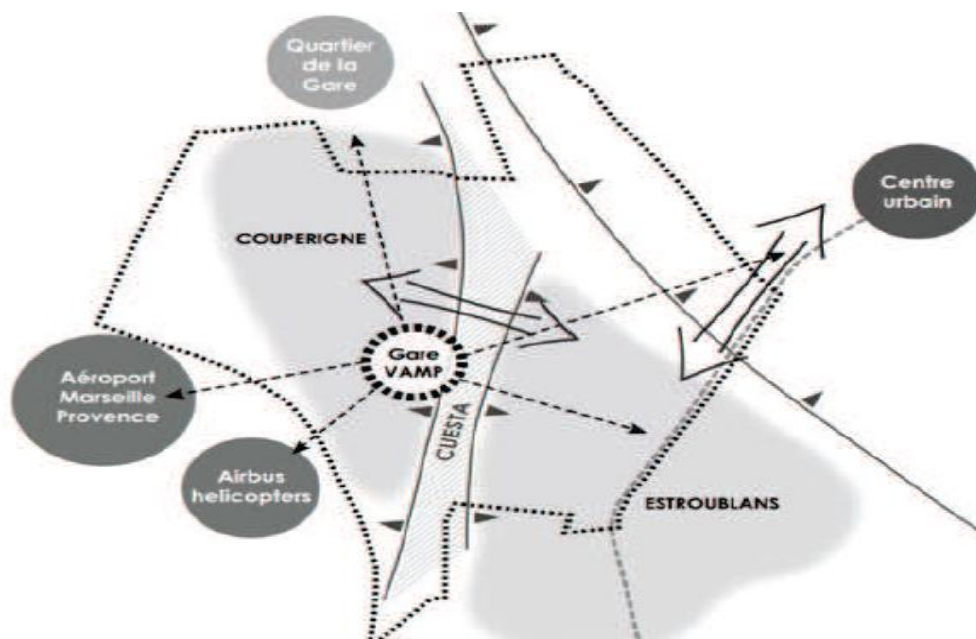 Quartier
de la
Gare
Centre
urbain
COUPERIGNE
Gare
VAMP
Aéroport
Marseille
Provence
CUESTA
Airbus
helicopters
ESTROUBLANS